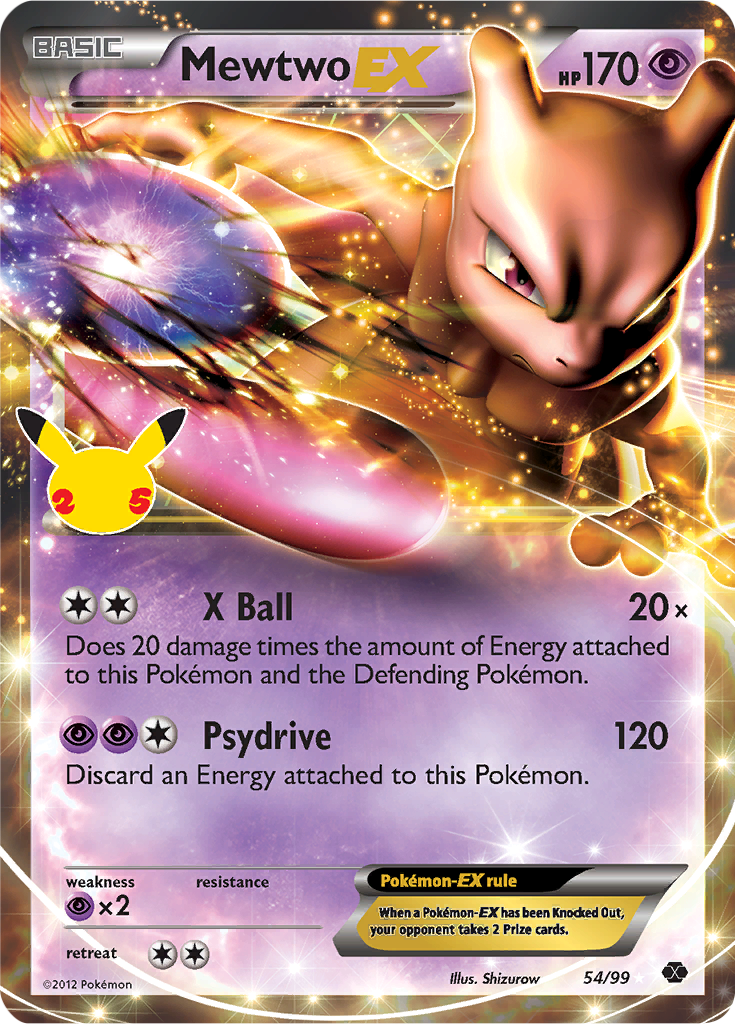 BASIC
Mewtwo EX
HP 170
25
X Ball 20×
Does 20 damage times the amount of Energy attached
to this Pokémon and the Defending Pokémon.
Psydrive 120
Discard an Energy attached to this Pokémon.
weakness resistance
×2
Pokémon-EX rule
When a Pokémon-EX has been Knocked Out,
your opponent takes 2 Prize cards.
retreat
©2012 Pokémon
Illus. Shizurow 54/99